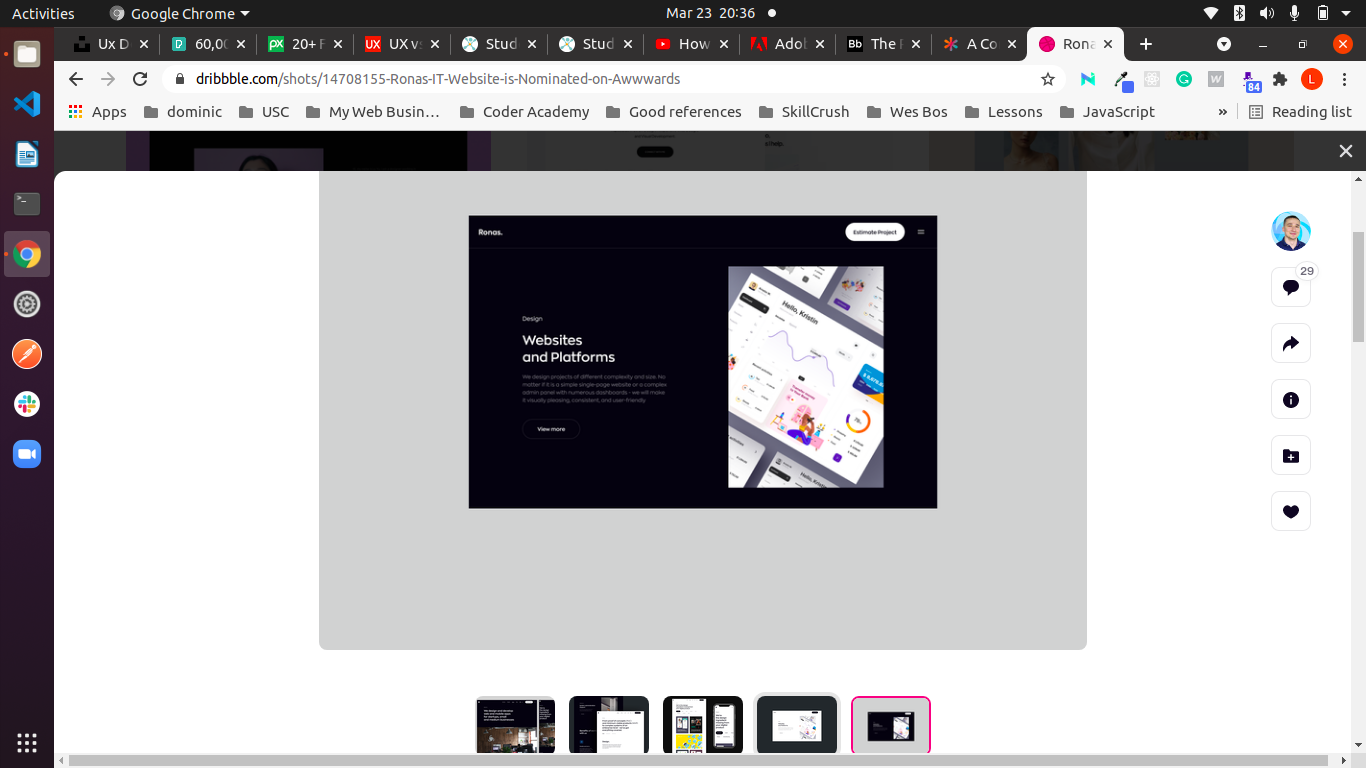 Activities
Google Chrome
Mar 23 20:36
Ux D
60,00
20+ F
UX vs
Stud
Stud
How
Adob
The F
A Co
Rona
dribbble.com/shots/14708155-Ronas-IT-Website-is-Nominated-on-Awwwards
L
84
Apps
dominic
USC
My Web Busin…
Coder Academy
Good references
SkillCrush
Wes Bos
Lessons
JavaScript
»
Reading list
Ronas.
Estimate Project
Design
Websites
and Platforms
We design projects of different complexity and size. No
matter if it is a simple single-page website or a complex
admin panel with numerous dashboards - we will make
it visually pleasing, consistent, and user-friendly.
View more
Hello, Kristin
29